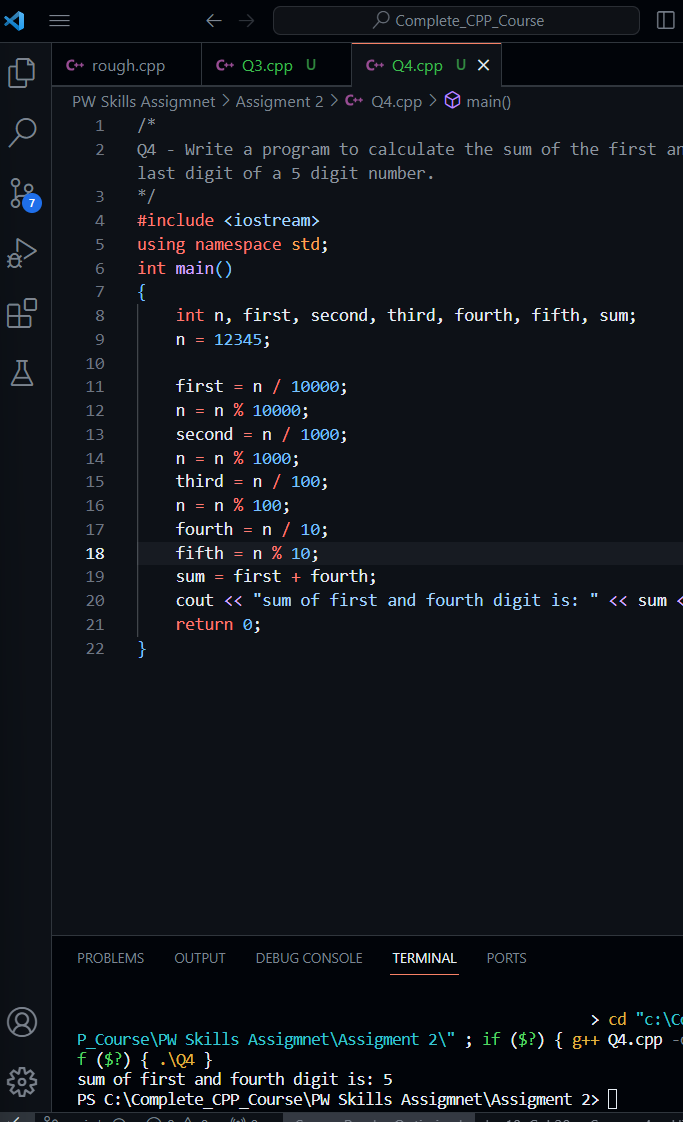 Complete_CPP_Course
C++ rough.cpp C++ Q3.cpp U C++ Q4.cpp U
PW Skills Assigmnet > Assigment 2 > C++ Q4.cpp > main()
1 /*
2 Q4 - Write a program to calculate the sum of the first
last digit of a 5 digit number.
3 */
4 #include <iostream>
5 using namespace std;
6 int main()
7 {
8 int n, first, second, third, fourth, fifth, sum;
9 n = 12345;
10
11 first = n / 10000;
12 n = n % 10000;
13 second = n / 1000;
14 n = n % 1000;
15 third = n / 100;
16 n = n % 100;
17 fourth = n / 10;
18 fifth = n % 10;
19 sum = first + fourth;
20 cout << "sum of first and fourth digit is: " << sum <
21 return 0;
22 }
7
PROBLEMS OUTPUT DEBUG CONSOLE TERMINAL PORTS
> cd "c:\C
P_Course\PW Skills Assigmnet\Assigment 2\" ; if ($?) { g++ Q4.cpp -
f ($?) { .\Q4 }
sum of first and fourth digit is: 5
PS C:\Complete_CPP_Course\PW Skills Assigmnet\Assigment 2>